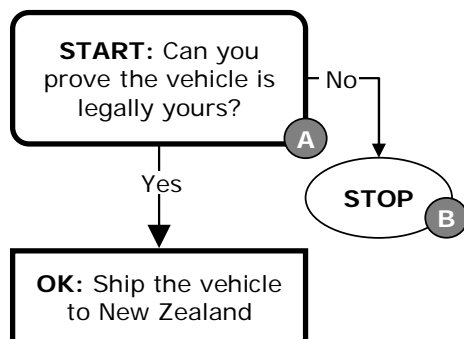 START: Can you
prove the vehicle is
legally yours?
No
A
Yes
STOP
B
OK: Ship the vehicle
to New Zealand